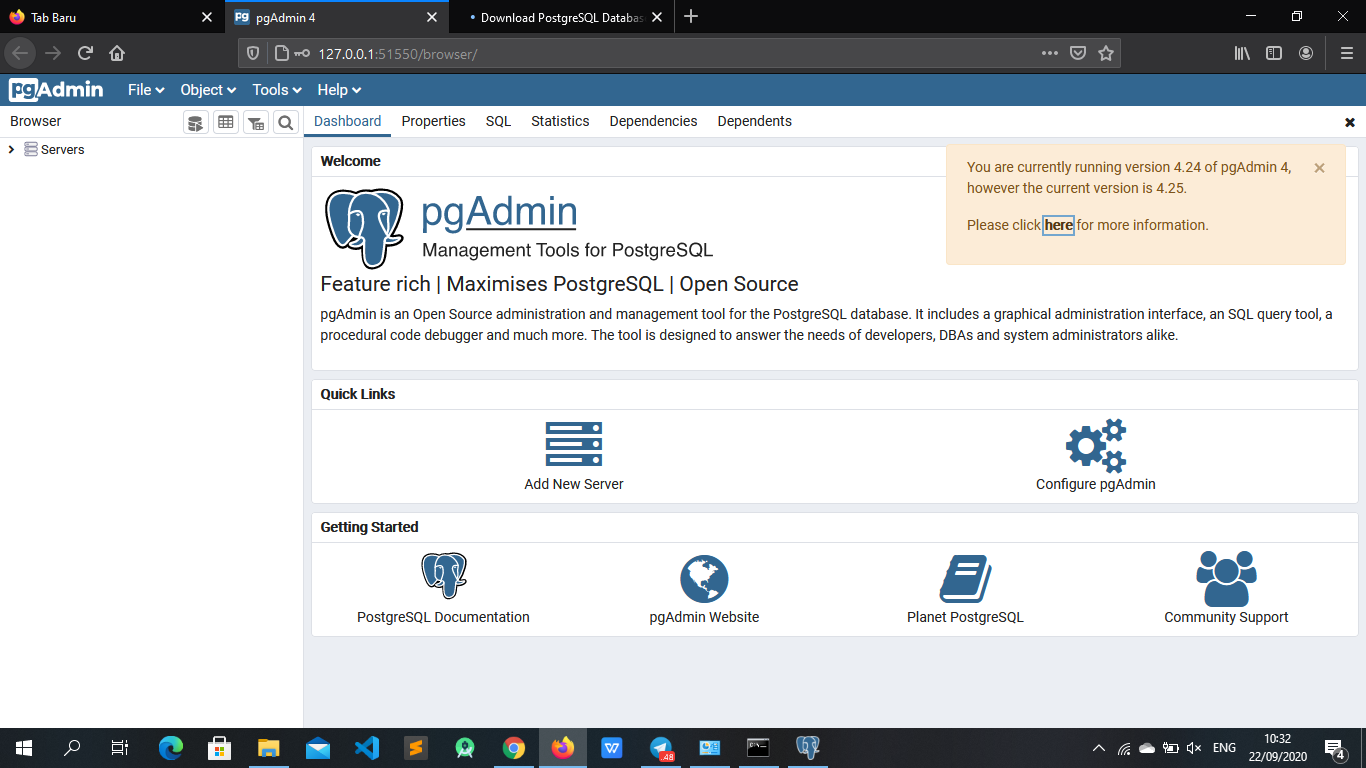 Tab Baru
pgAdmin 4
Download PostgreSQL Databas
127.0.0.1:51550/browser/
pgAdmin
File
Object
Tools
Help
Browser
Dashboard
Properties
SQL
Statistics
Dependencies
Dependents
Servers
Welcome
You are currently running version 4.24 of pgAdmin 4,
however the current version is 4.25.
Please click here for more information.
pgAdmin
Management Tools for PostgreSQL
Feature rich | Maximises PostgreSQL | Open Source
pgAdmin is an Open Source administration and management tool for the PostgreSQL database. It includes a graphical administration interface, an SQL query tool, a
procedural code debugger and much more. The tool is designed to answer the needs of developers, DBAs and system administrators alike.
Quick Links
Add New Server
Configure pgAdmin
Getting Started
PostgreSQL Documentation
pgAdmin Website
Planet PostgreSQL
Community Support
.48
ENG
10:32
22/09/2020
4